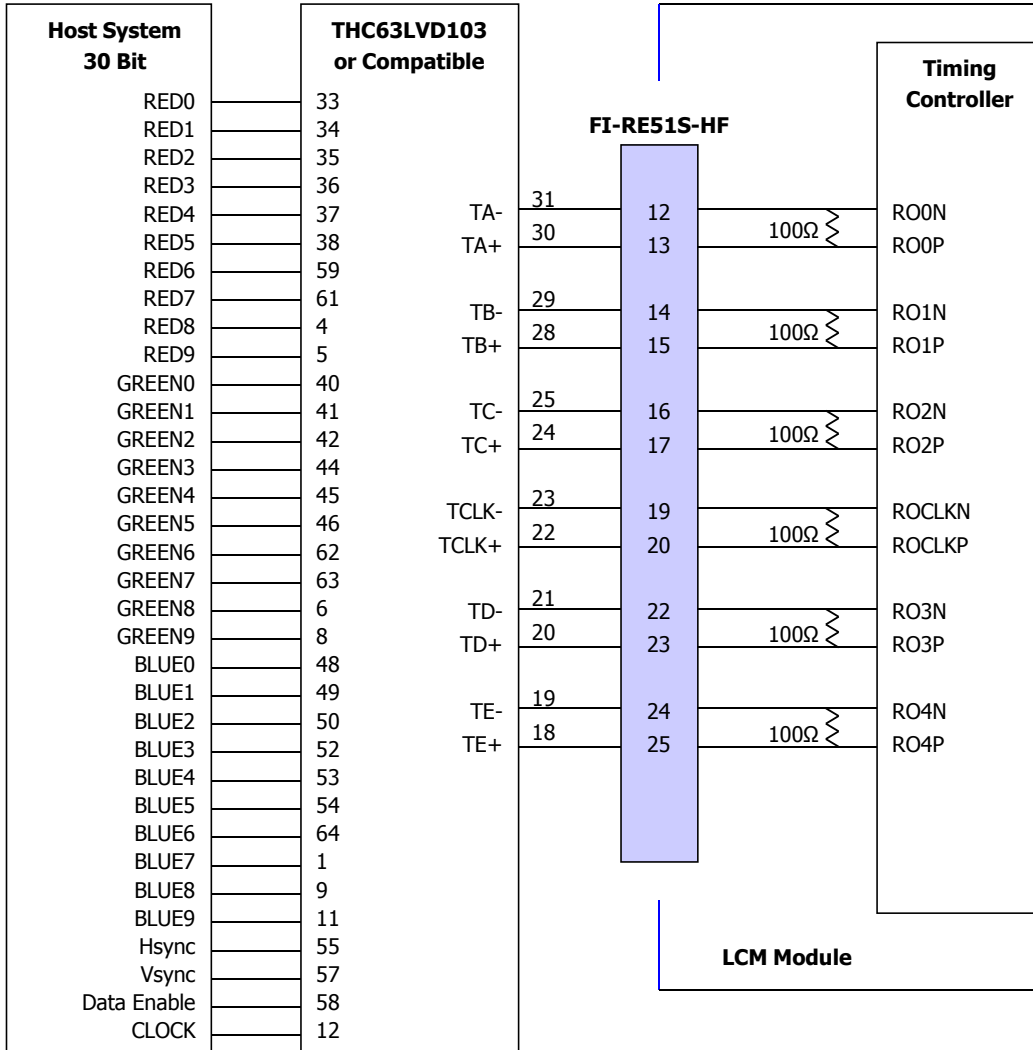 Host System
30 Bit
RED0
RED1
RED2
RED3
RED4
RED5
RED6
RED7
RED8
RED9
GREEN0
GREEN1
GREEN2
GREEN3
GREEN4
GREEN5
GREEN6
GREEN7
GREEN8
GREEN9
BLUE0
BLUE1
BLUE2
BLUE3
BLUE4
BLUE5
BLUE6
BLUE7
BLUE8
BLUE9
Hsync
Vsync
Data Enable
CLOCK
THC63LVD103
or Compatible
33
34
35
36
37
38
59
61
4
5
40
41
42
44
45
46
62
63
6
8
48
49
50
52
53
54
64
1
9
11
55
57
58
12
TA- 31
TA+ 30
TB- 29
TB+ 28
TC- 25
TC+ 24
TCLK- 23
TCLK+ 22
TD- 21
TD+ 20
TE- 19
TE+ 18
FI-RE51S-HF
12
13
14
15
16
17
19
20
22
23
24
25
100Ω
100Ω
100Ω
100Ω
100Ω
100Ω
Timing
Controller
RO0N
RO0P
RO1N
RO1P
RO2N
RO2P
ROCLKN
ROCLKP
RO3N
RO3P
RO4N
RO4P
LCM Module